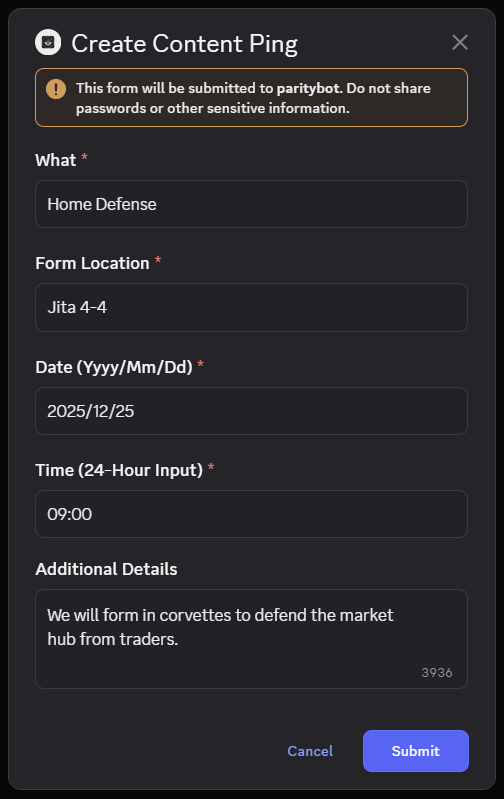 Create Content Ping
This form will be submitted to paritybot. Do not share
passwords or other sensitive information.
What *
Home Defense
Form Location *
Jita 4-4
Date (Yyyy/Mm/Dd) *
2025/12/25
Time (24-Hour Input) *
09:00
Additional Details
We will form in corvettes to defend the market
hub from traders.
3936
Cancel
Submit